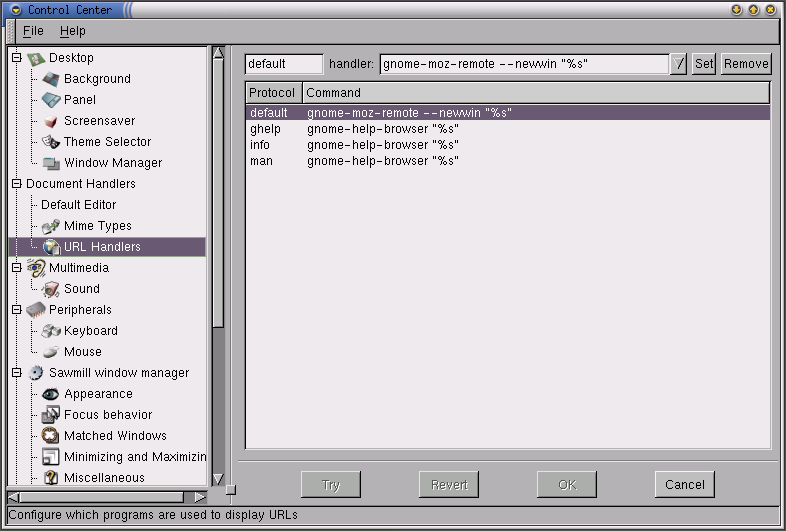 Control Center
File Help
Desktop
Background
Panel
Screensaver
Theme Selector
Window Manager
Document Handlers
Default Editor
Mime Types
URL Handlers
Multimedia
Sound
Peripherals
Keyboard
Mouse
Sawmill window manager
Appearance
Focus behavior
Matched Windows
Minimizing and Maximizin
Miscellaneous
default handler: gnome-moz-remote --newwin "%s" Set Remove
Protocol Command
default gnome-moz-remote --newwin "%s"
ghelp gnome-help-browser "%s"
info gnome-help-browser "%s"
man gnome-help-browser "%s"
Try Revert OK Cancel
Configure which programs are used to display URLs